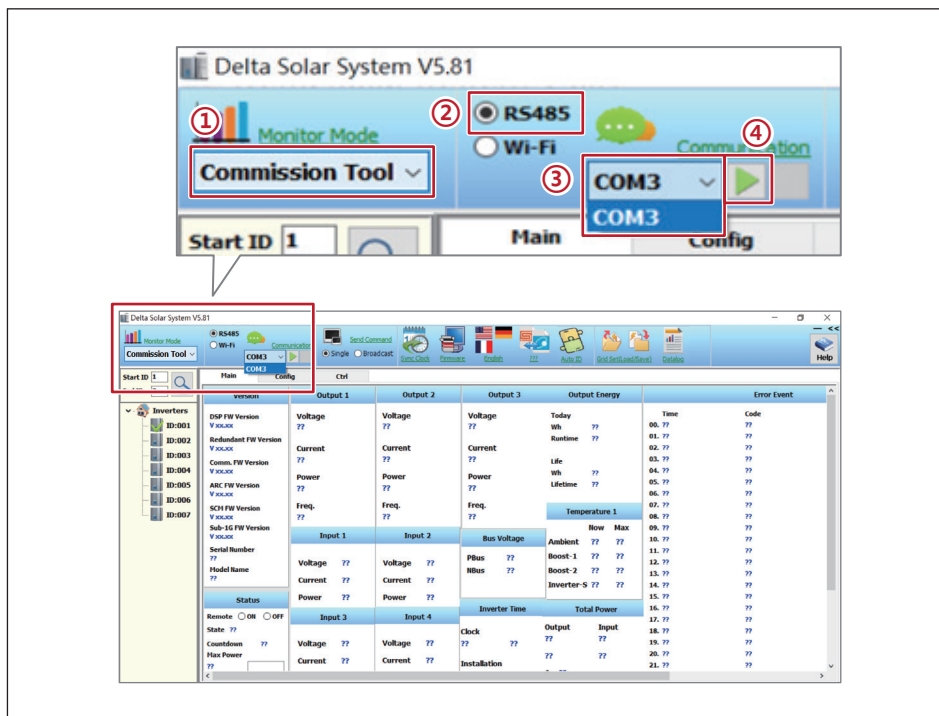 Delta Solar System V5.81
①
Monitor Mode
Commission Tool
②
RS485
Wi-Fi
③
④
Communication
COM3
COM3
Start ID 1
Main
Config
Delta Solar System V5.81
Monitor Mode
Commission Tool
RS485
Wi-Fi
COM3
COM3
Send Command
Single Broadcast
Sync Clock
Firmware
English
???
Auto ID
Grid Set(Load/Save)
Datalog
<<
Help
Start ID 1
Main Config Ctrl
Inverters
ID:001
ID:002
ID:003
ID:004
ID:005
ID:006
ID:007
Version
DSP FW Version
V xx.xx
Redundant FW Version
V xx.xx
Comm. FW Version
V xx.xx
ARC FW Version
V xx.xx
SCM FW Version
V xx.xx
Sub-1G FW Version
V xx.xx
Serial Number
??
Model Name
??
Status
Remote ON OFF
State ??
Countdown ??
Max Power
??
Output 1
Voltage
??
Current
??
Power
??
Freq.
??
Output 2
Voltage
??
Current
??
Power
??
Freq.
??
Output 3
Voltage
??
Current
??
Power
??
Freq.
??
Input 1
Voltage ??
Current ??
Power ??
Input 2
Voltage ??
Current ??
Power ??
Input 3
Voltage ??
Current ??
Input 4
Voltage ??
Current ??
Bus Voltage
PBus ??
NBus ??
Inverter Time
Clock
?? ??
Installation
Output Energy
Today
Wh ??
Runtime ??
Life
Wh ??
Lifetime ??
Temperature 1
Now Max
Ambient ?? ??
Boost-1 ?? ??
Boost-2 ?? ??
Inverter-S ?? ??
Total Power
Output Input
?? ??
?? ??
Error Event
Time Code
00. ?? ??
01. ?? ??
02. ?? ??
03. ?? ??
04. ?? ??
05. ?? ??
06. ?? ??
07. ?? ??
08. ?? ??
09. ?? ??
10. ?? ??
11. ?? ??
12. ?? ??
13. ?? ??
14. ?? ??
15. ?? ??
16. ?? ??
17. ?? ??
18. ?? ??
19. ?? ??
20. ?? ??
21. ?? ??